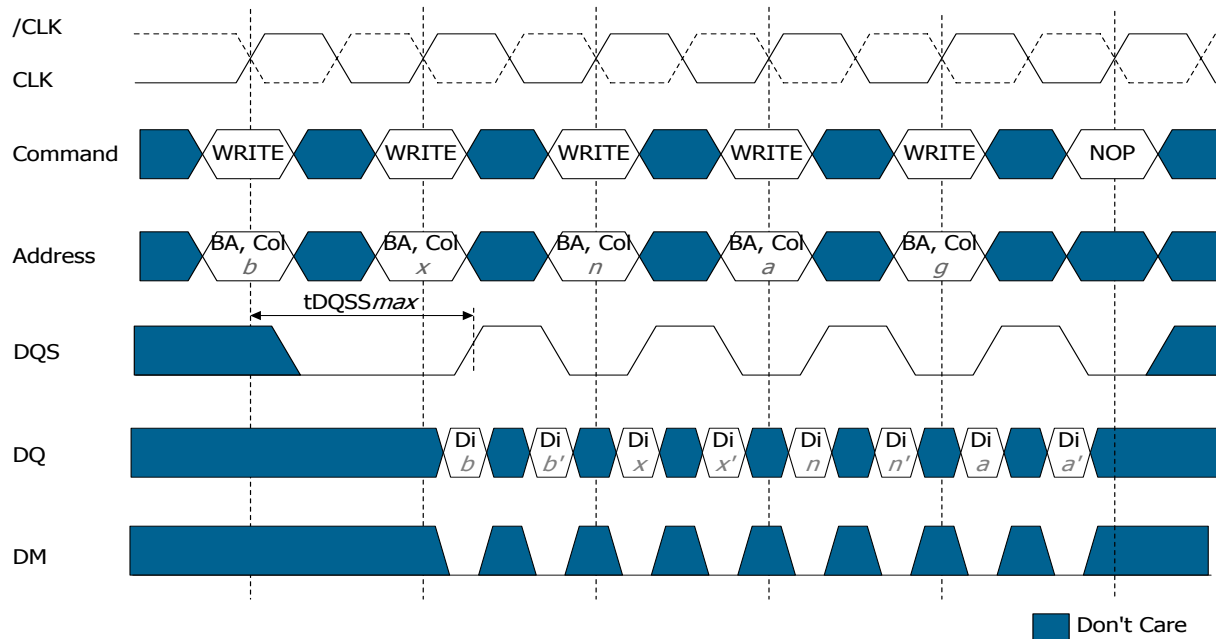 /CLK
CLK
Command
WRITE WRITE WRITE WRITE WRITE NOP
Address
BA, Col BA, Col BA, Col BA, Col BA, Col
b x n a g
tDQSSmax
DQS
DQ
Di Di Di Di Di Di Di Di
b b' x x' n n' a a'
DM
Don't Care